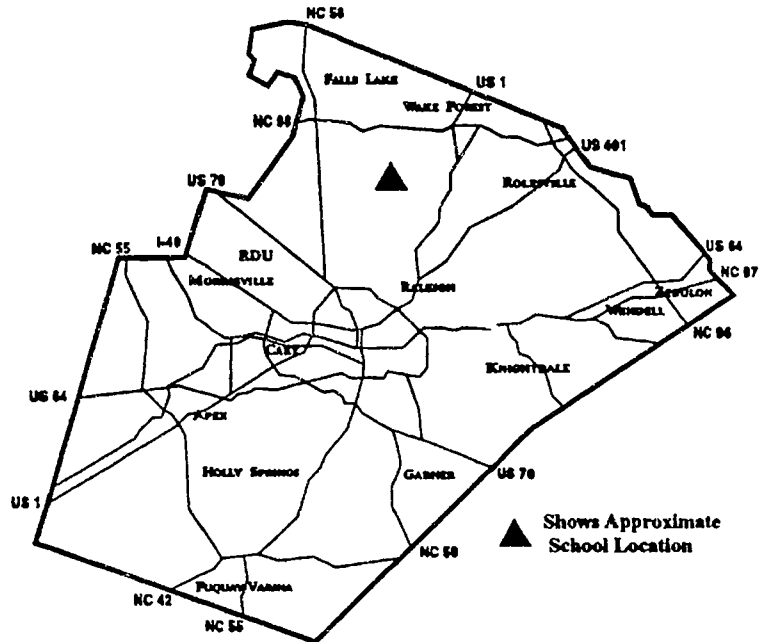 NC 50
FALLS LAKE
US 1
WAKE FOREST
NC 98
US 401
ROLESVILLE
US 70
NC 55
I-40
RDU
MORRISVILLE
RALEIGH
US 64
NC 97
ZEBULON
WENDELL
NC 96
CARY
KNIGHTDALE
US 64
APEX
HOLLY SPRINGS
GARNER
US 70
US 1
Shows Approximate
School Location
NC 50
FUQUAY VARINA
NC 42
NC 55